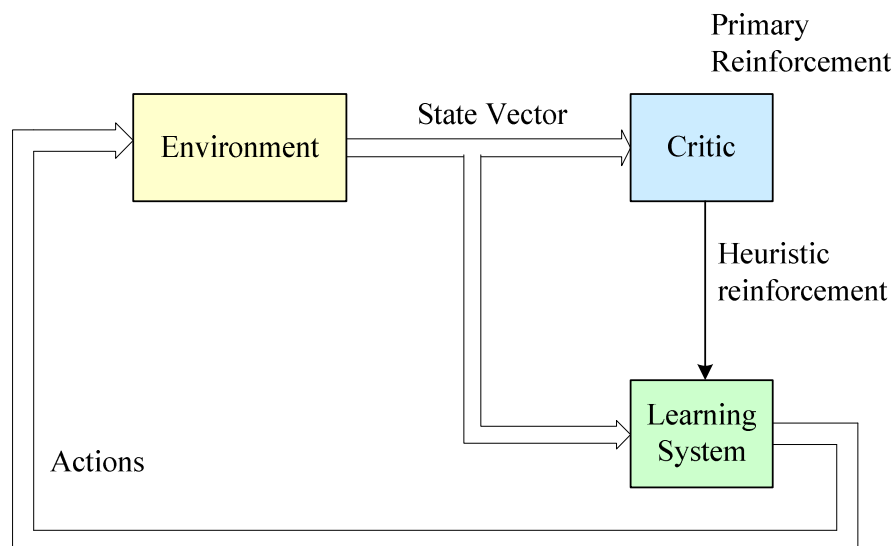 Primary
Reinforcement
State Vector
Environment
Critic
Heuristic
reinforcement
Learning
System
Actions